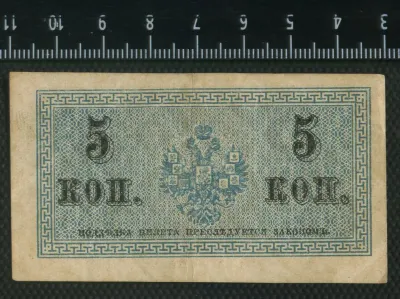 11 10 9 8 7 6 5 4 3
5 5
КОП. КОП.
ПОДДѢЛКА БИЛЕТА ПРЕСЛѢДУЕТСЯ ЗАКОНОМЪ.